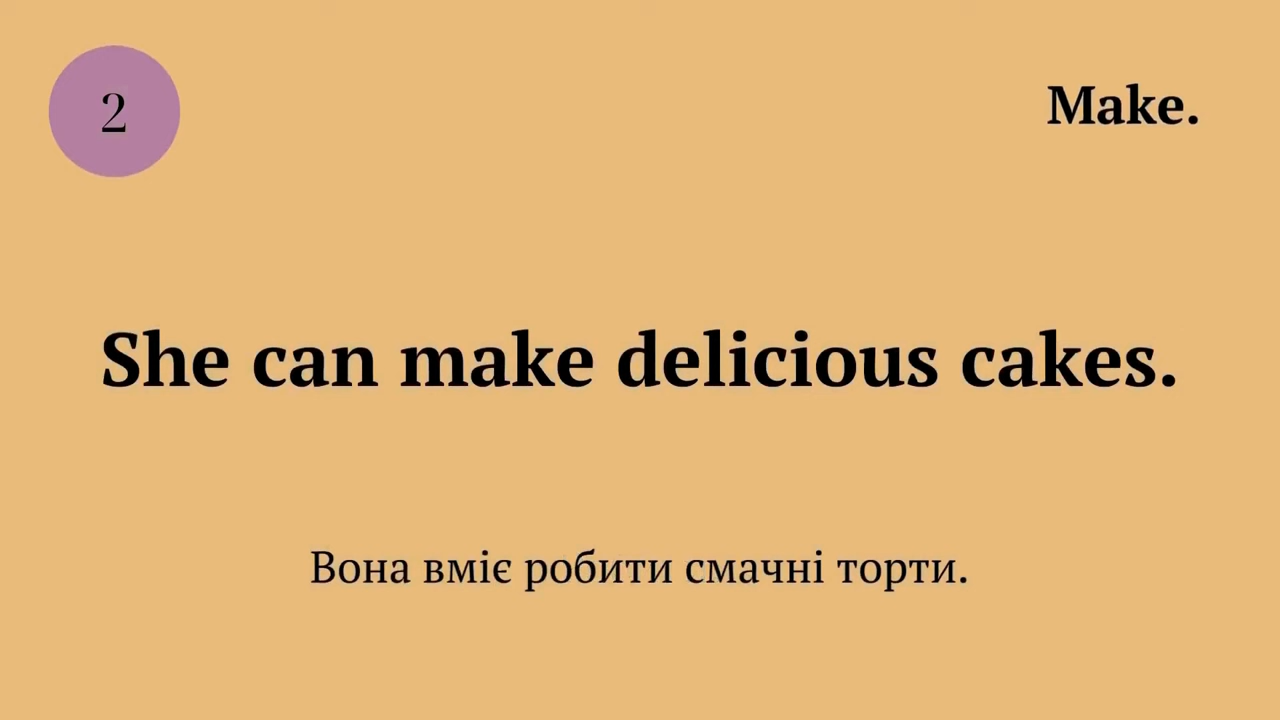 2
Make.
She can make delicious cakes.
Вона вміє робити смачні торти.